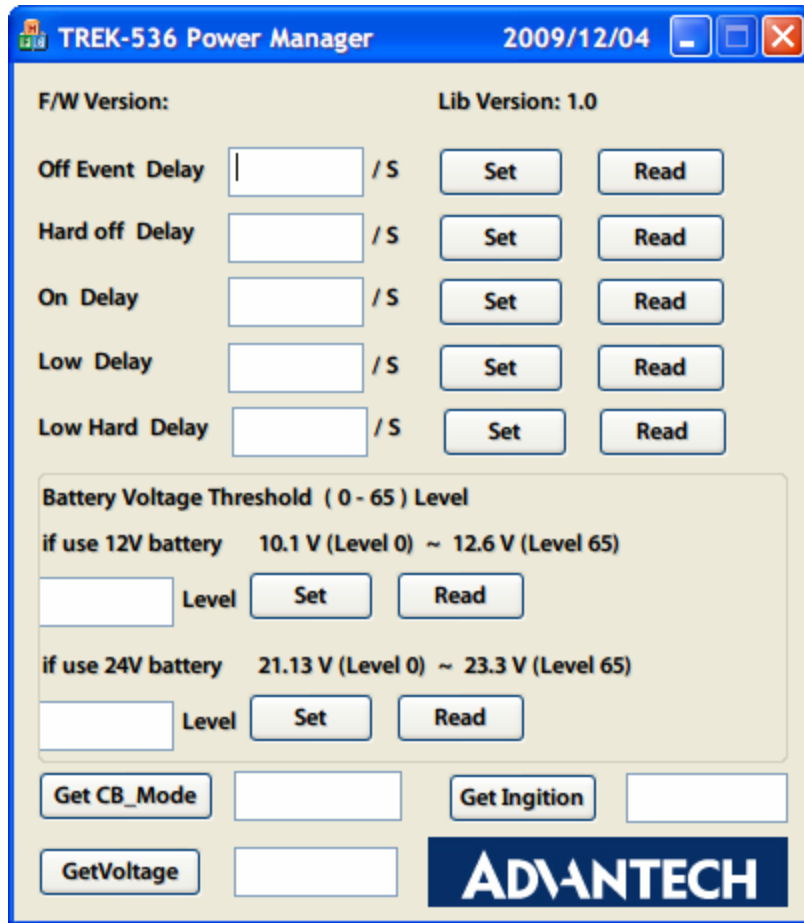 TREK-536 Power Manager 2009/12/04
F/W Version: Lib Version: 1.0
Off Event Delay / S Set Read
Hard off Delay / S Set Read
On Delay / S Set Read
Low Delay / S Set Read
Low Hard Delay / S Set Read
Battery Voltage Threshold ( 0 - 65 ) Level
if use 12V battery 10.1 V (Level 0) ~ 12.6 V (Level 65)
Level Set Read
if use 24V battery 21.13 V (Level 0) ~ 23.3 V (Level 65)
Level Set Read
Get CB_Mode Get Ingition
GetVoltage ADVANTECH